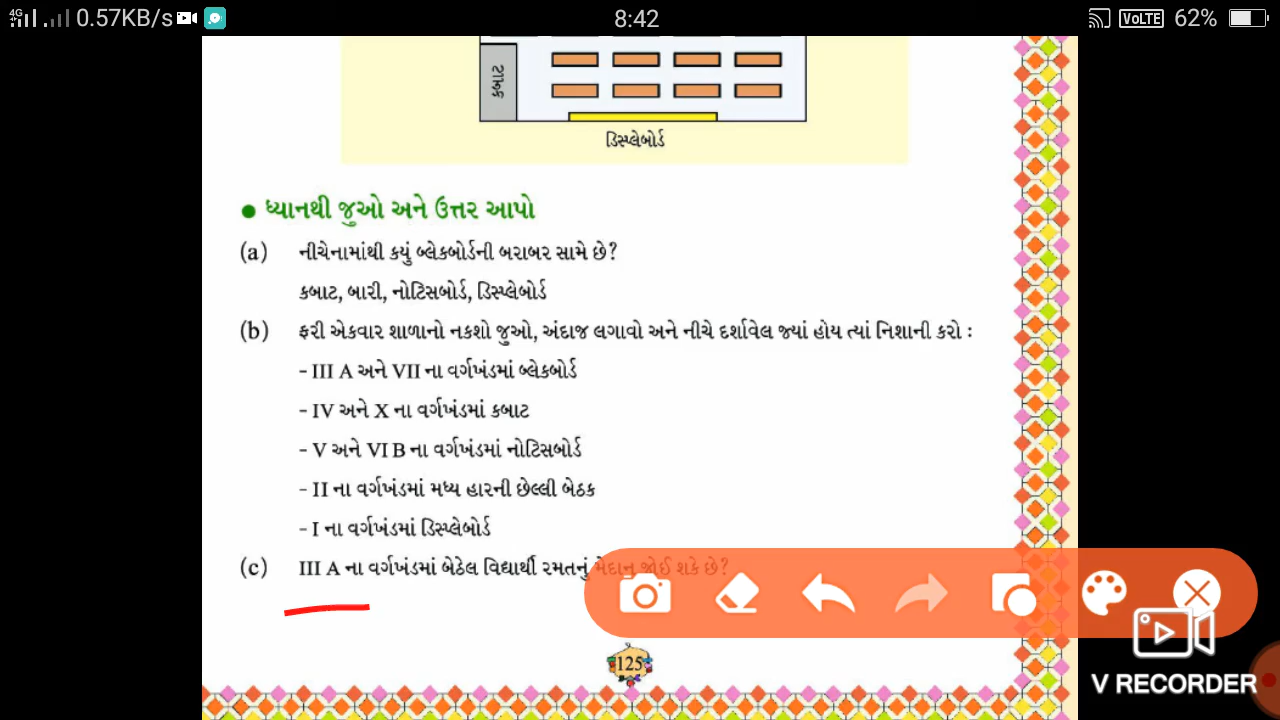 4G 0.57KB/s 8:42 VoLTE 62%
કબાટ
ડિસ્પ્લેબોર્ડ
● ધ્યાનથી જુઓ અને ઉત્તર આપો
(a) નીચેનામાંથી કયું બ્લેકબોર્ડની બરાબર સામે છે?
કબાટ, બારી, નોટિસબોર્ડ, ડિસ્પ્લેબોર્ડ
(b) ફરી એકવાર શાળાનો નકશો જુઓ, અંદાજ લગાવો અને નીચે દર્શાવેલ જ્યાં હોય ત્યાં નિશાની કરો :
- III A અને VII ના વર્ગખંડમાં બ્લેકબોર્ડ
- IV અને X ના વર્ગખંડમાં કબાટ
- V અને VI B ના વર્ગખંડમાં નોટિસબોર્ડ
- II ના વર્ગખંડમાં મધ્ય હારની છેલ્લી બેઠક
- I ના વર્ગખંડમાં ડિસ્પ્લેબોર્ડ
(c) III A ના વર્ગખંડમાં બેઠેલ વિદ્યાર્થી રમતનું મેદાન જોઈ શકે છે?
125
V RECORDER